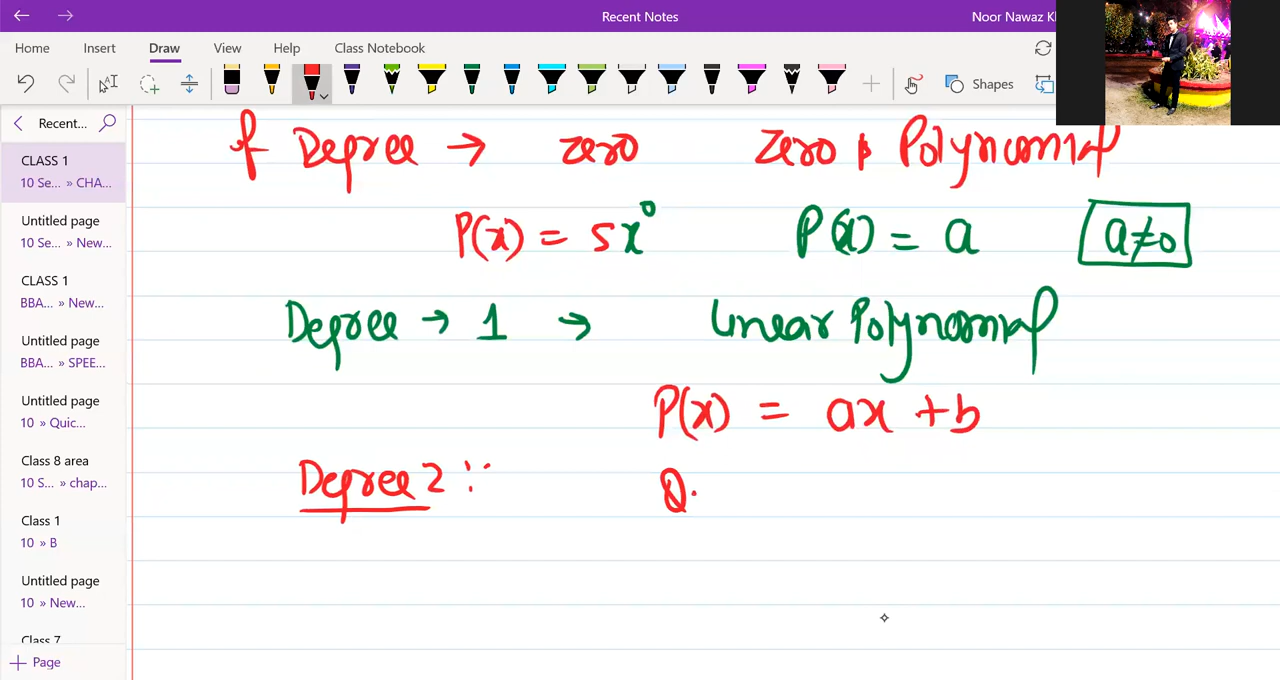 Recent Notes
Noor Nawaz Kh
Home Insert Draw View Help Class Notebook
Shapes
Recent...
CLASS 1
10 Se... » CHA...
Untitled page
10 Se... » New...
CLASS 1
BBA... » New...
Untitled page
BBA... » SPEE...
Untitled page
10 » Quic...
Class 8 area
10 S... » chap...
Class 1
10 » B
Untitled page
10 » New...
Class 7
Page
f Degree → zero Zero Polynomial
P(x) = 5x⁰ P(x) = a a≠0
Degree → 1 → Linear Polynomial
P(x) = ax + b
Degree 2 Q